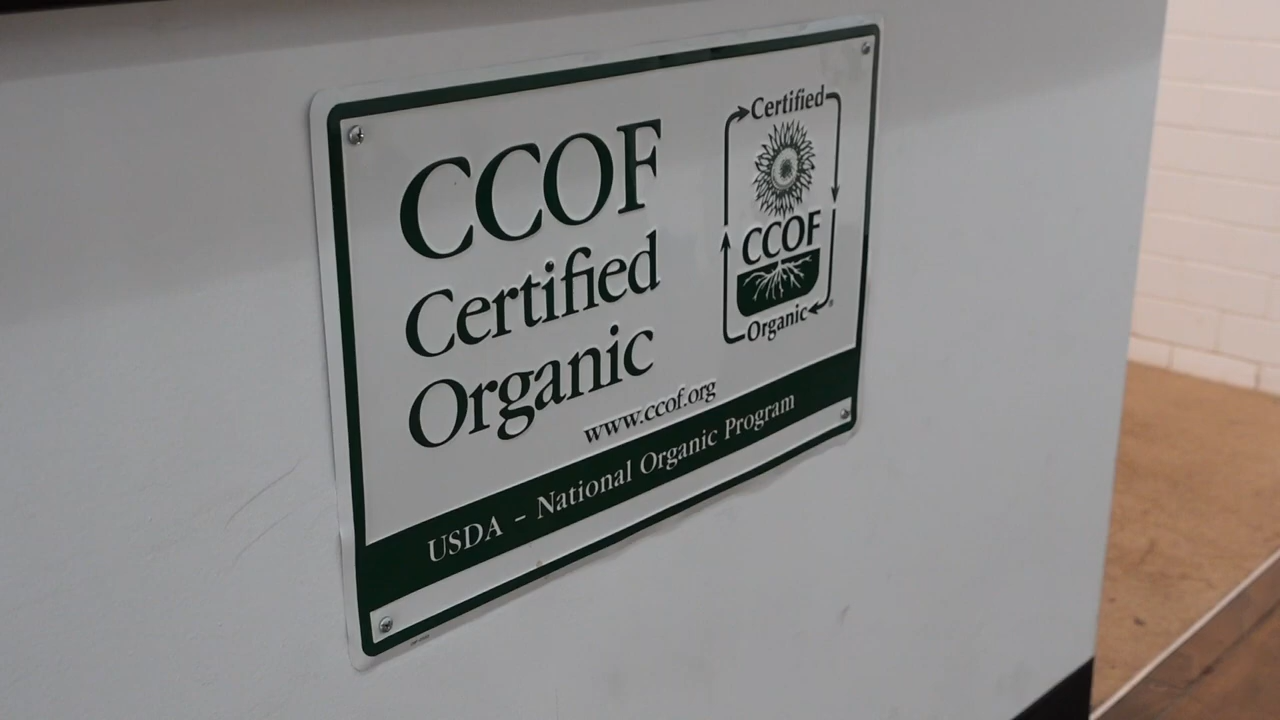 CCOF
Certified
Organic
www.ccof.org
Certified
CCOF
Organic
USDA - National Organic Program